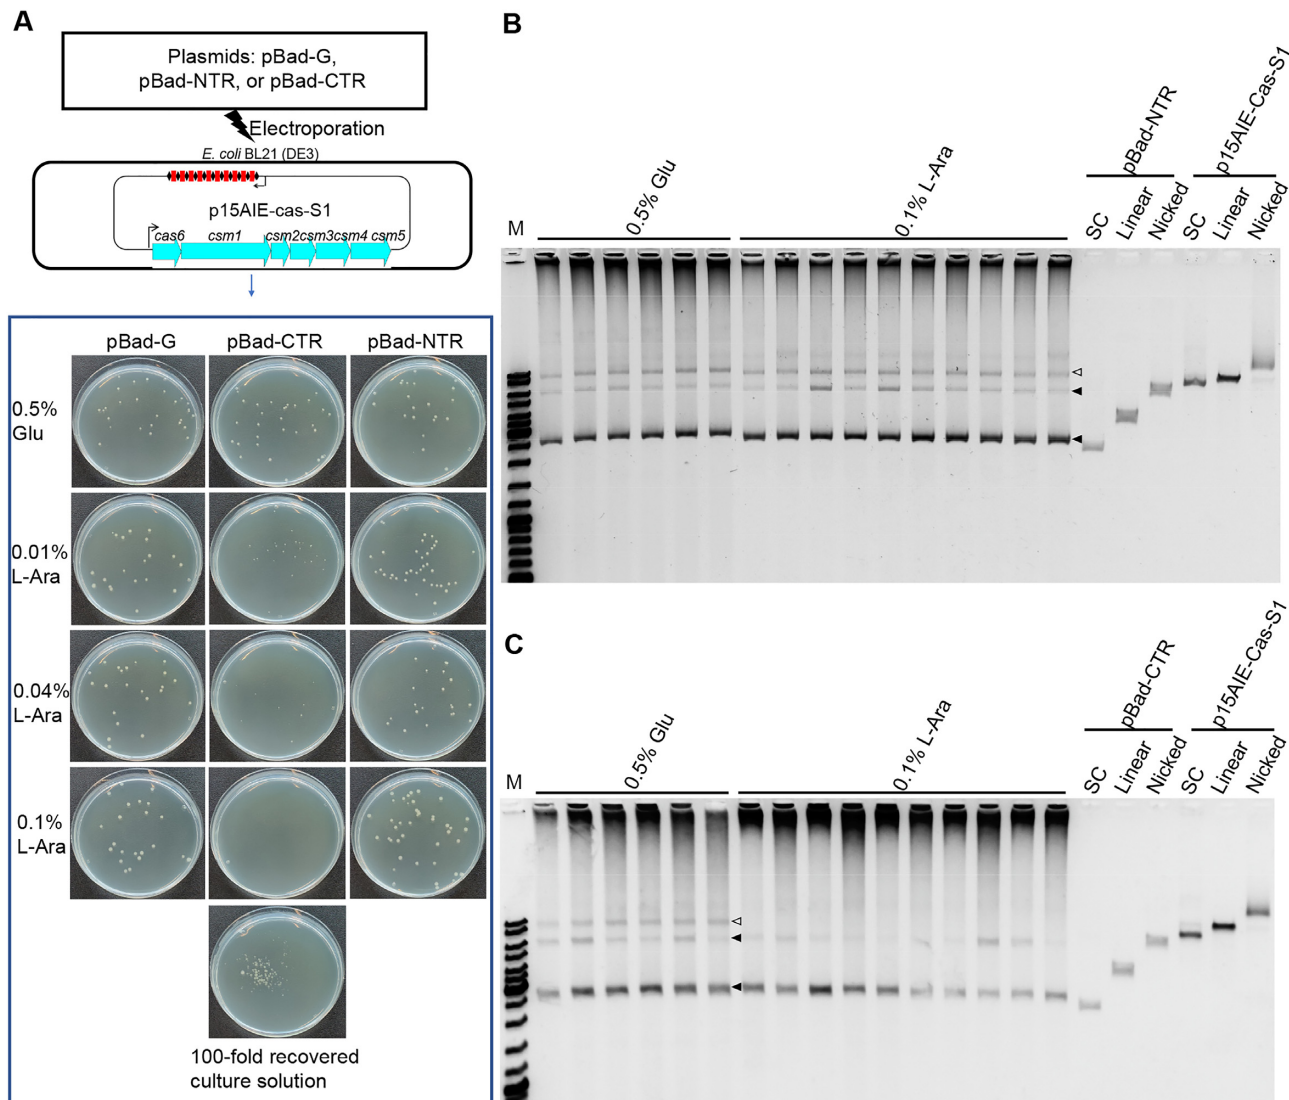 A
Plasmids: pBad-G,
pBad-NTR, or pBad-CTR
Electroporation
E. coli BL21 (DE3)
p15AIE-cas-S1
cas6 csm1 csm2 csm3 csm4 csm5
pBad-G pBad-CTR pBad-NTR
0.5%
Glu
0.01%
L-Ara
0.04%
L-Ara
0.1%
L-Ara
100-fold recovered
culture solution
B
M
0.5% Glu
0.1% L-Ara
pBad-NTR
p15AIE-Cas-S1
SC
Linear
Nicked
SC
Linear
Nicked
C
M
0.5% Glu
0.1% L-Ara
pBad-CTR
p15AIE-Cas-S1
SC
Linear
Nicked
SC
Linear
Nicked